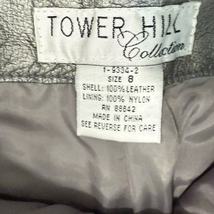 TOWER HILL
Collection
1-9334-2
SIZE 8
SHELL: 100% LEATHER
LINING: 100% NYLON
RN 88842
MADE IN CHINA
SEE REVERSE FOR CARE